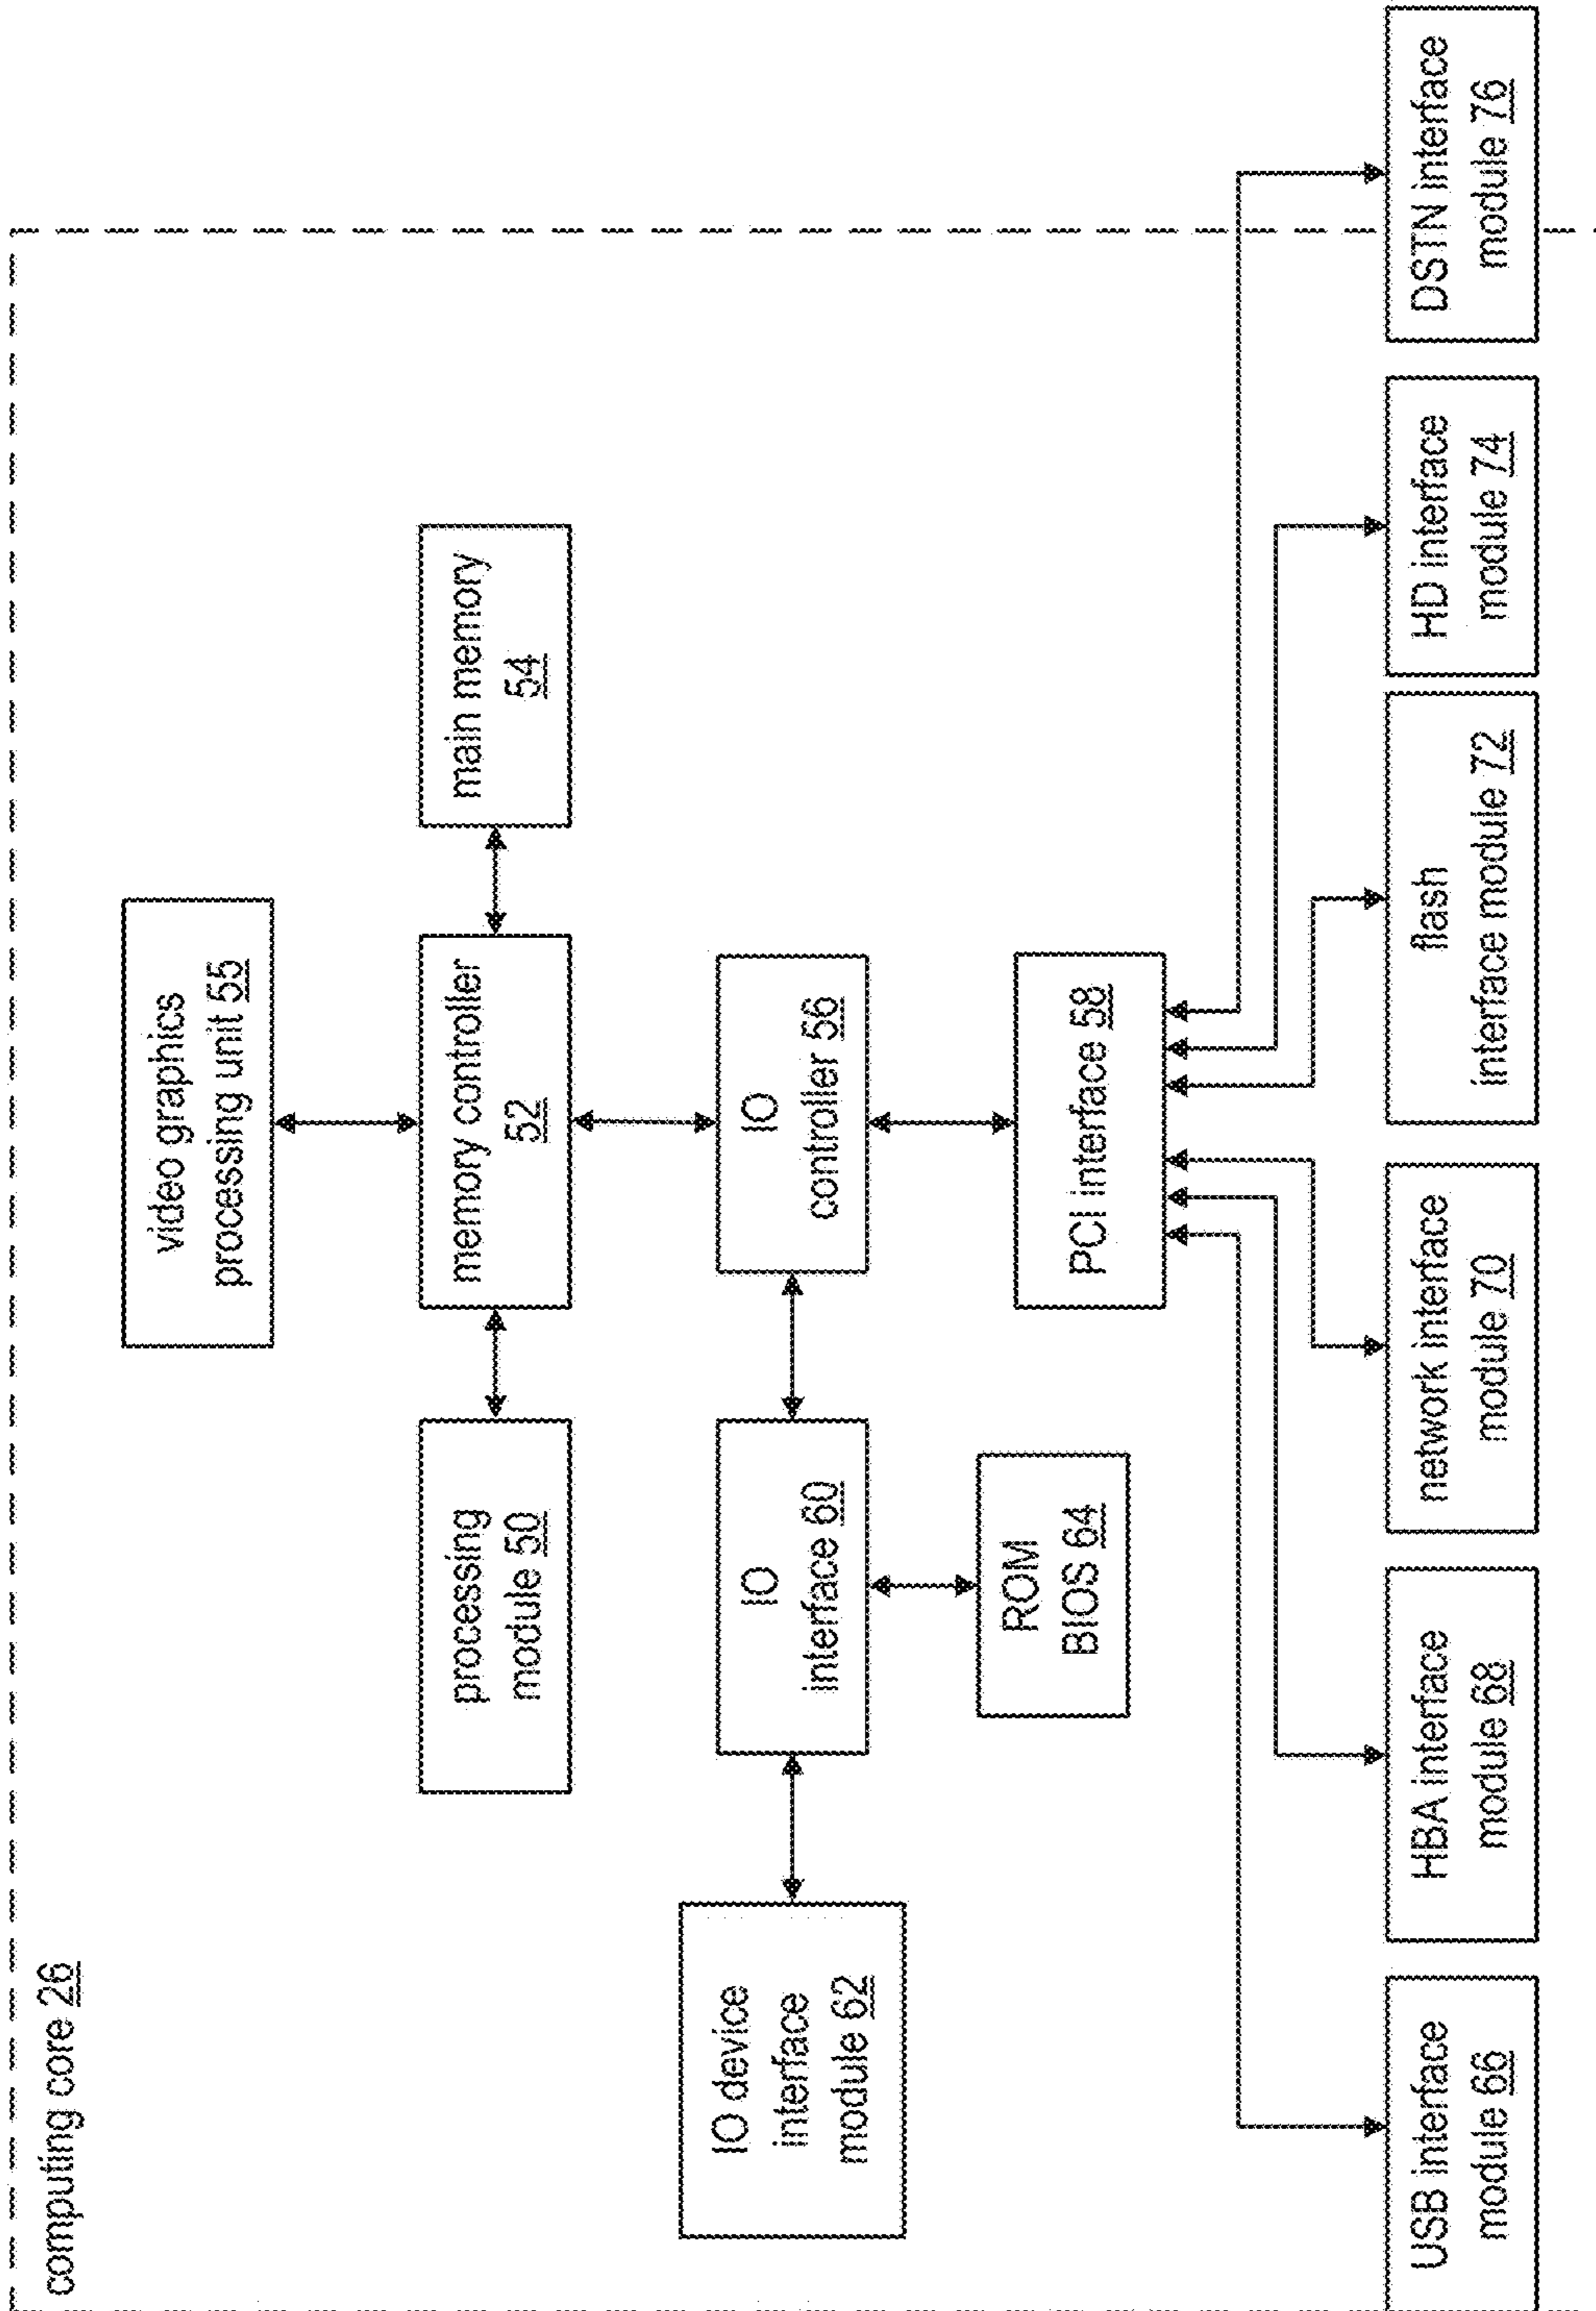 computing core 26
video graphics
processing unit 55
processing
module 50
memory controller
52
main memory
54
IO device
interface
module 62
IO
interface 60
IO
controller 56
ROM
BIOS 64
PCI interface 58
USB interface
module 66
HBA interface
module 68
network interface
module 70
flash
interface module 72
HD interface
module 74
DSTN interface
module 76